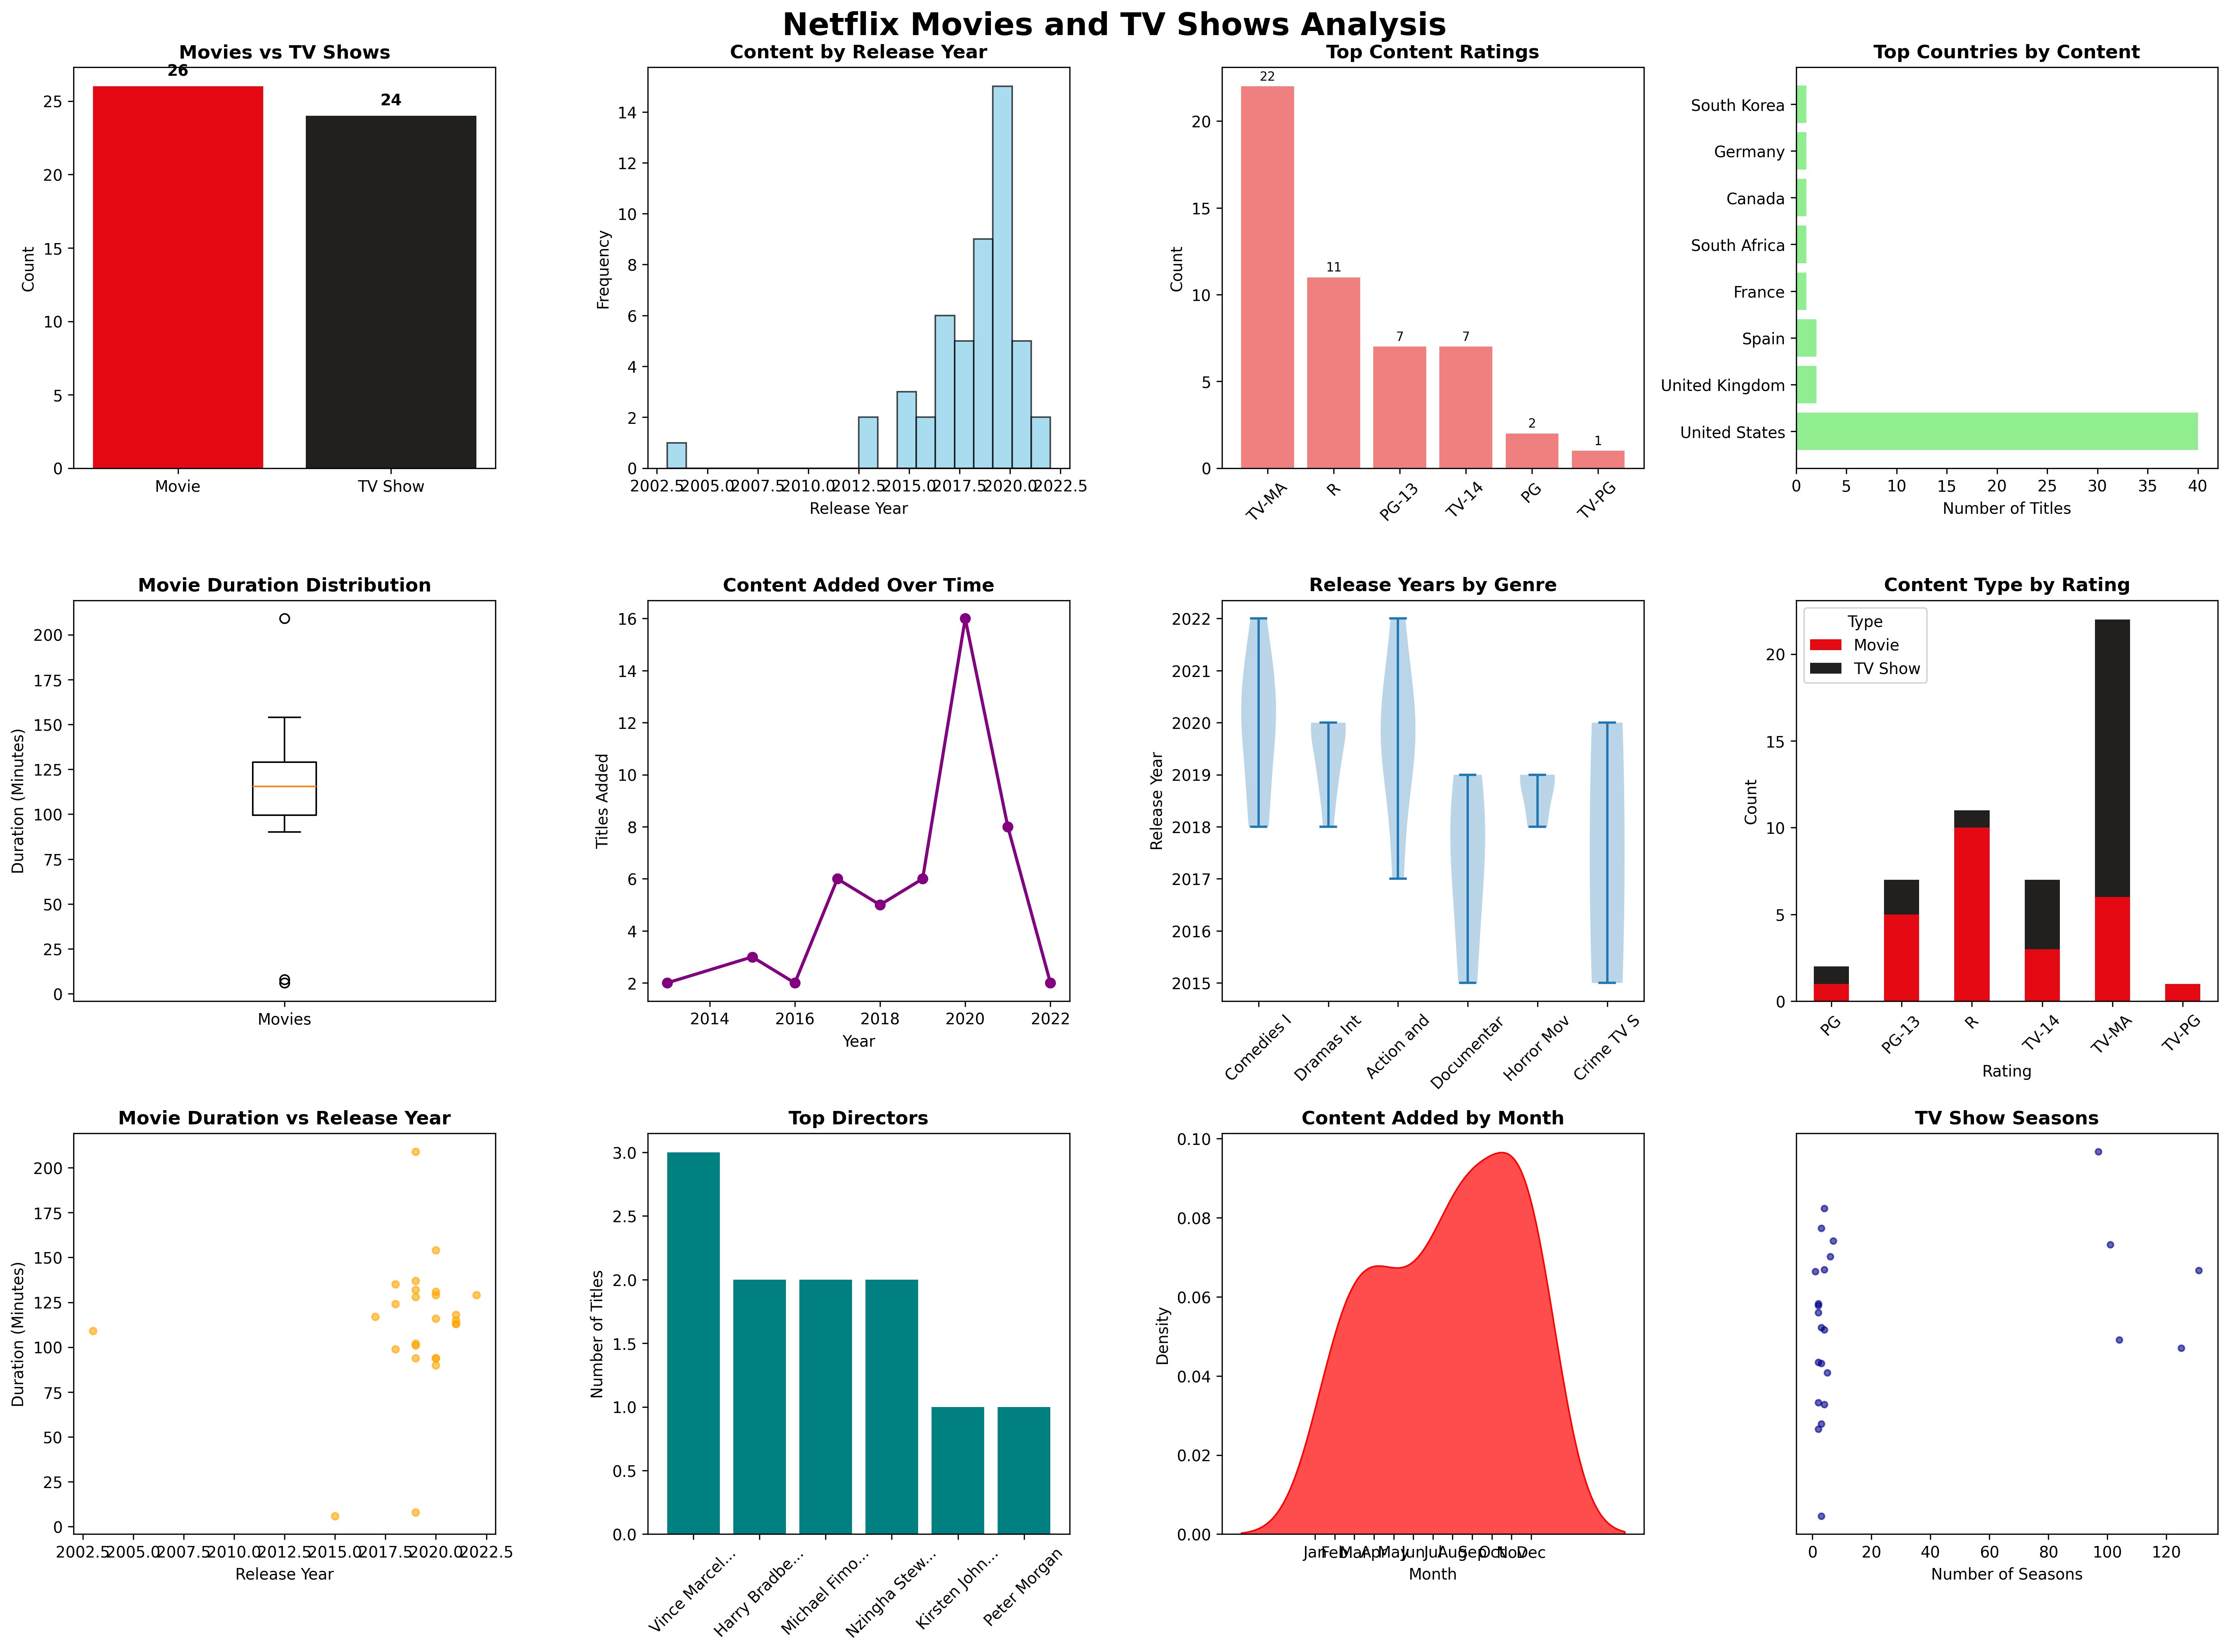 Netflix Movies and TV Shows Analysis
Movies vs TV Shows
26
24
25
20
15
10
5
0
Count
Movie
TV Show
Content by Release Year
14
12
10
8
6
4
2
0
Frequency
2002.5 2005.0 2007.5 2010.0 2012.5 2015.0 2017.5 2020.0 2022.5
Release Year
Top Content Ratings
22
11
7
7
2
1
20
15
10
5
0
Count
TV-MA
R
PG-13
TV-14
PG
TV-PG
Top Countries by Content
South Korea
Germany
Canada
South Africa
France
Spain
United Kingdom
United States
0 5 10 15 20 25 30 35 40
Number of Titles
Movie Duration Distribution
200
175
150
125
100
75
50
25
0
Duration (Minutes)
Movies
Content Added Over Time
16
14
12
10
8
6
4
2
Titles Added
2014 2016 2018 2020 2022
Year
Release Years by Genre
2022
2021
2020
2019
2018
2017
2016
2015
Release Year
Comedies I
Dramas Int
Action and
Documentar
Horror Mov
Crime TV S
Content Type by Rating
Type
Movie
TV Show
20
15
10
5
0
Count
PG
PG-13
R
TV-14
TV-MA
TV-PG
Rating
Movie Duration vs Release Year
200
175
150
125
100
75
50
25
0
Duration (Minutes)
2002.5 2005.0 2007.5 2010.0 2012.5 2015.0 2017.5 2020.0 2022.5
Release Year
Top Directors
3.0
2.5
2.0
1.5
1.0
0.5
0.0
Number of Titles
Vince Marcel...
Harry Bradbe...
Michael Fimo...
Nzingha Stew...
Kirsten John...
Peter Morgan
Content Added by Month
0.10
0.08
0.06
0.04
0.02
0.00
Density
Jan Feb Mar Apr May Jun Jul Aug Sep Oct Nov Dec
Month
TV Show Seasons
0 20 40 60 80 100 120
Number of Seasons